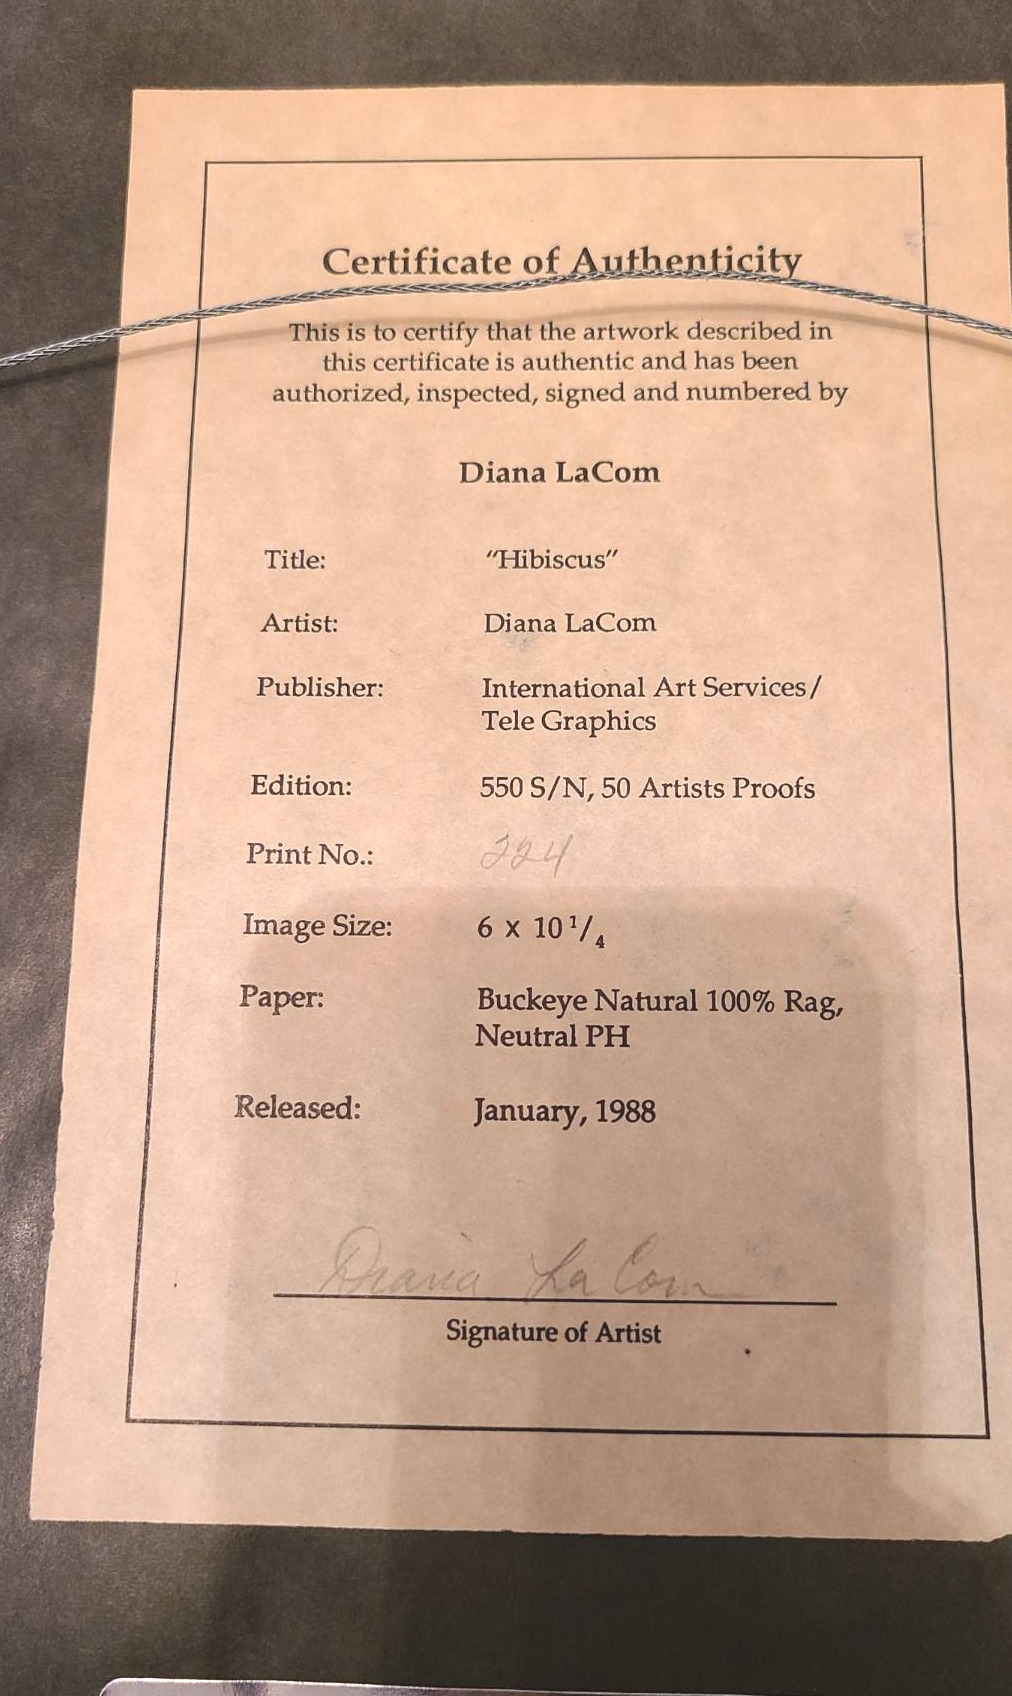 Certificate of Authenticity
This is to certify that the artwork described in
this certificate is authentic and has been
authorized, inspected, signed and numbered by
Diana LaCom
Title: “Hibiscus”
Artist: Diana LaCom
Publisher: International Art Services/
Tele Graphics
Edition: 550 S/N, 50 Artists Proofs
Print No.: 224
Image Size: 6 x 10 1/4
Paper: Buckeye Natural 100% Rag,
Neutral PH
Released: January, 1988
Diana La Com
Signature of Artist